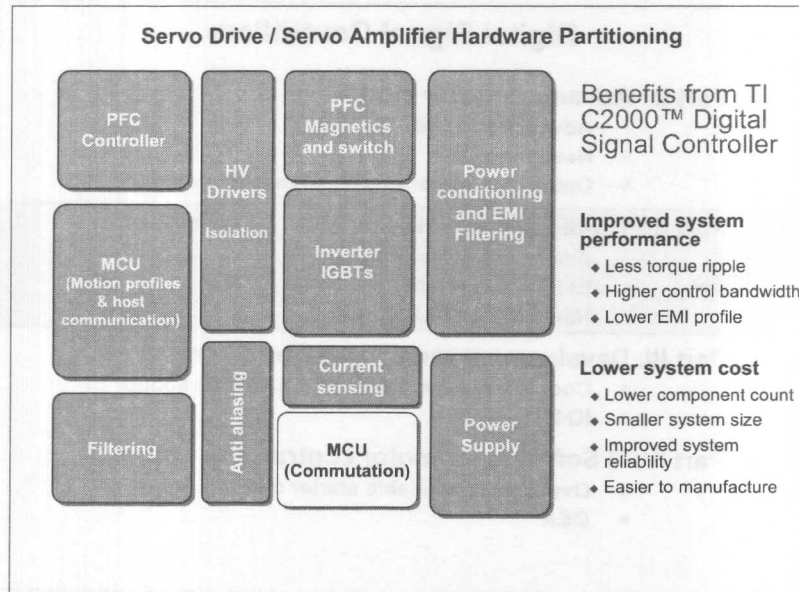 Servo Drive / Servo Amplifier Hardware Partitioning
PFC
Controller
HV
Drivers
Isolation
PFC
Magnetics
and switch
Power
conditioning
and EMI
Filtering
MCU
(Motion profiles
& host
communication)
Inverter
IGBTs
Filtering
Anti aliasing
Current
sensing
MCU
(Commutation)
Power
Supply
Benefits from TI
C2000™ Digital
Signal Controller
Improved system
performance
◆ Less torque ripple
◆ Higher control bandwidth
◆ Lower EMI profile
Lower system cost
◆ Lower component count
◆ Smaller system size
◆ Improved system
reliability
◆ Easier to manufacture